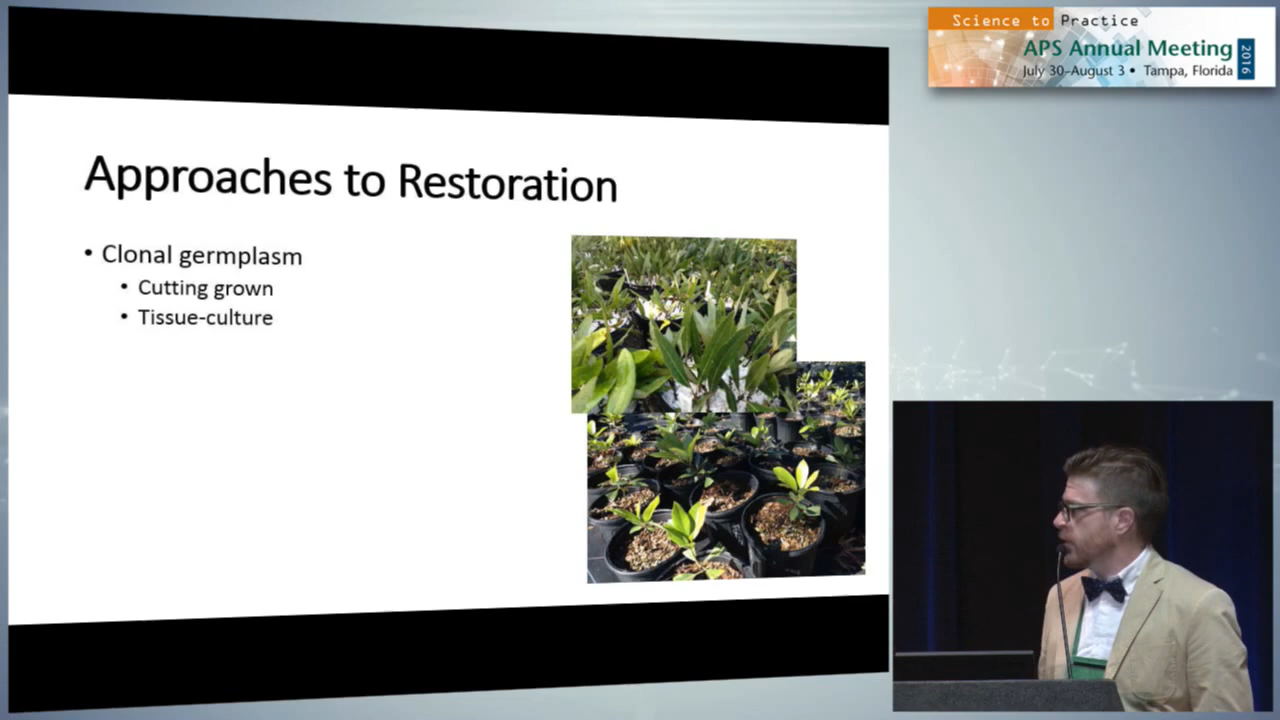 Science to Practice
APS Annual Meeting
2016
July 30–August 3 • Tampa, Florida
Approaches to Restoration
• Clonal germplasm
• Cutting grown
• Tissue-culture